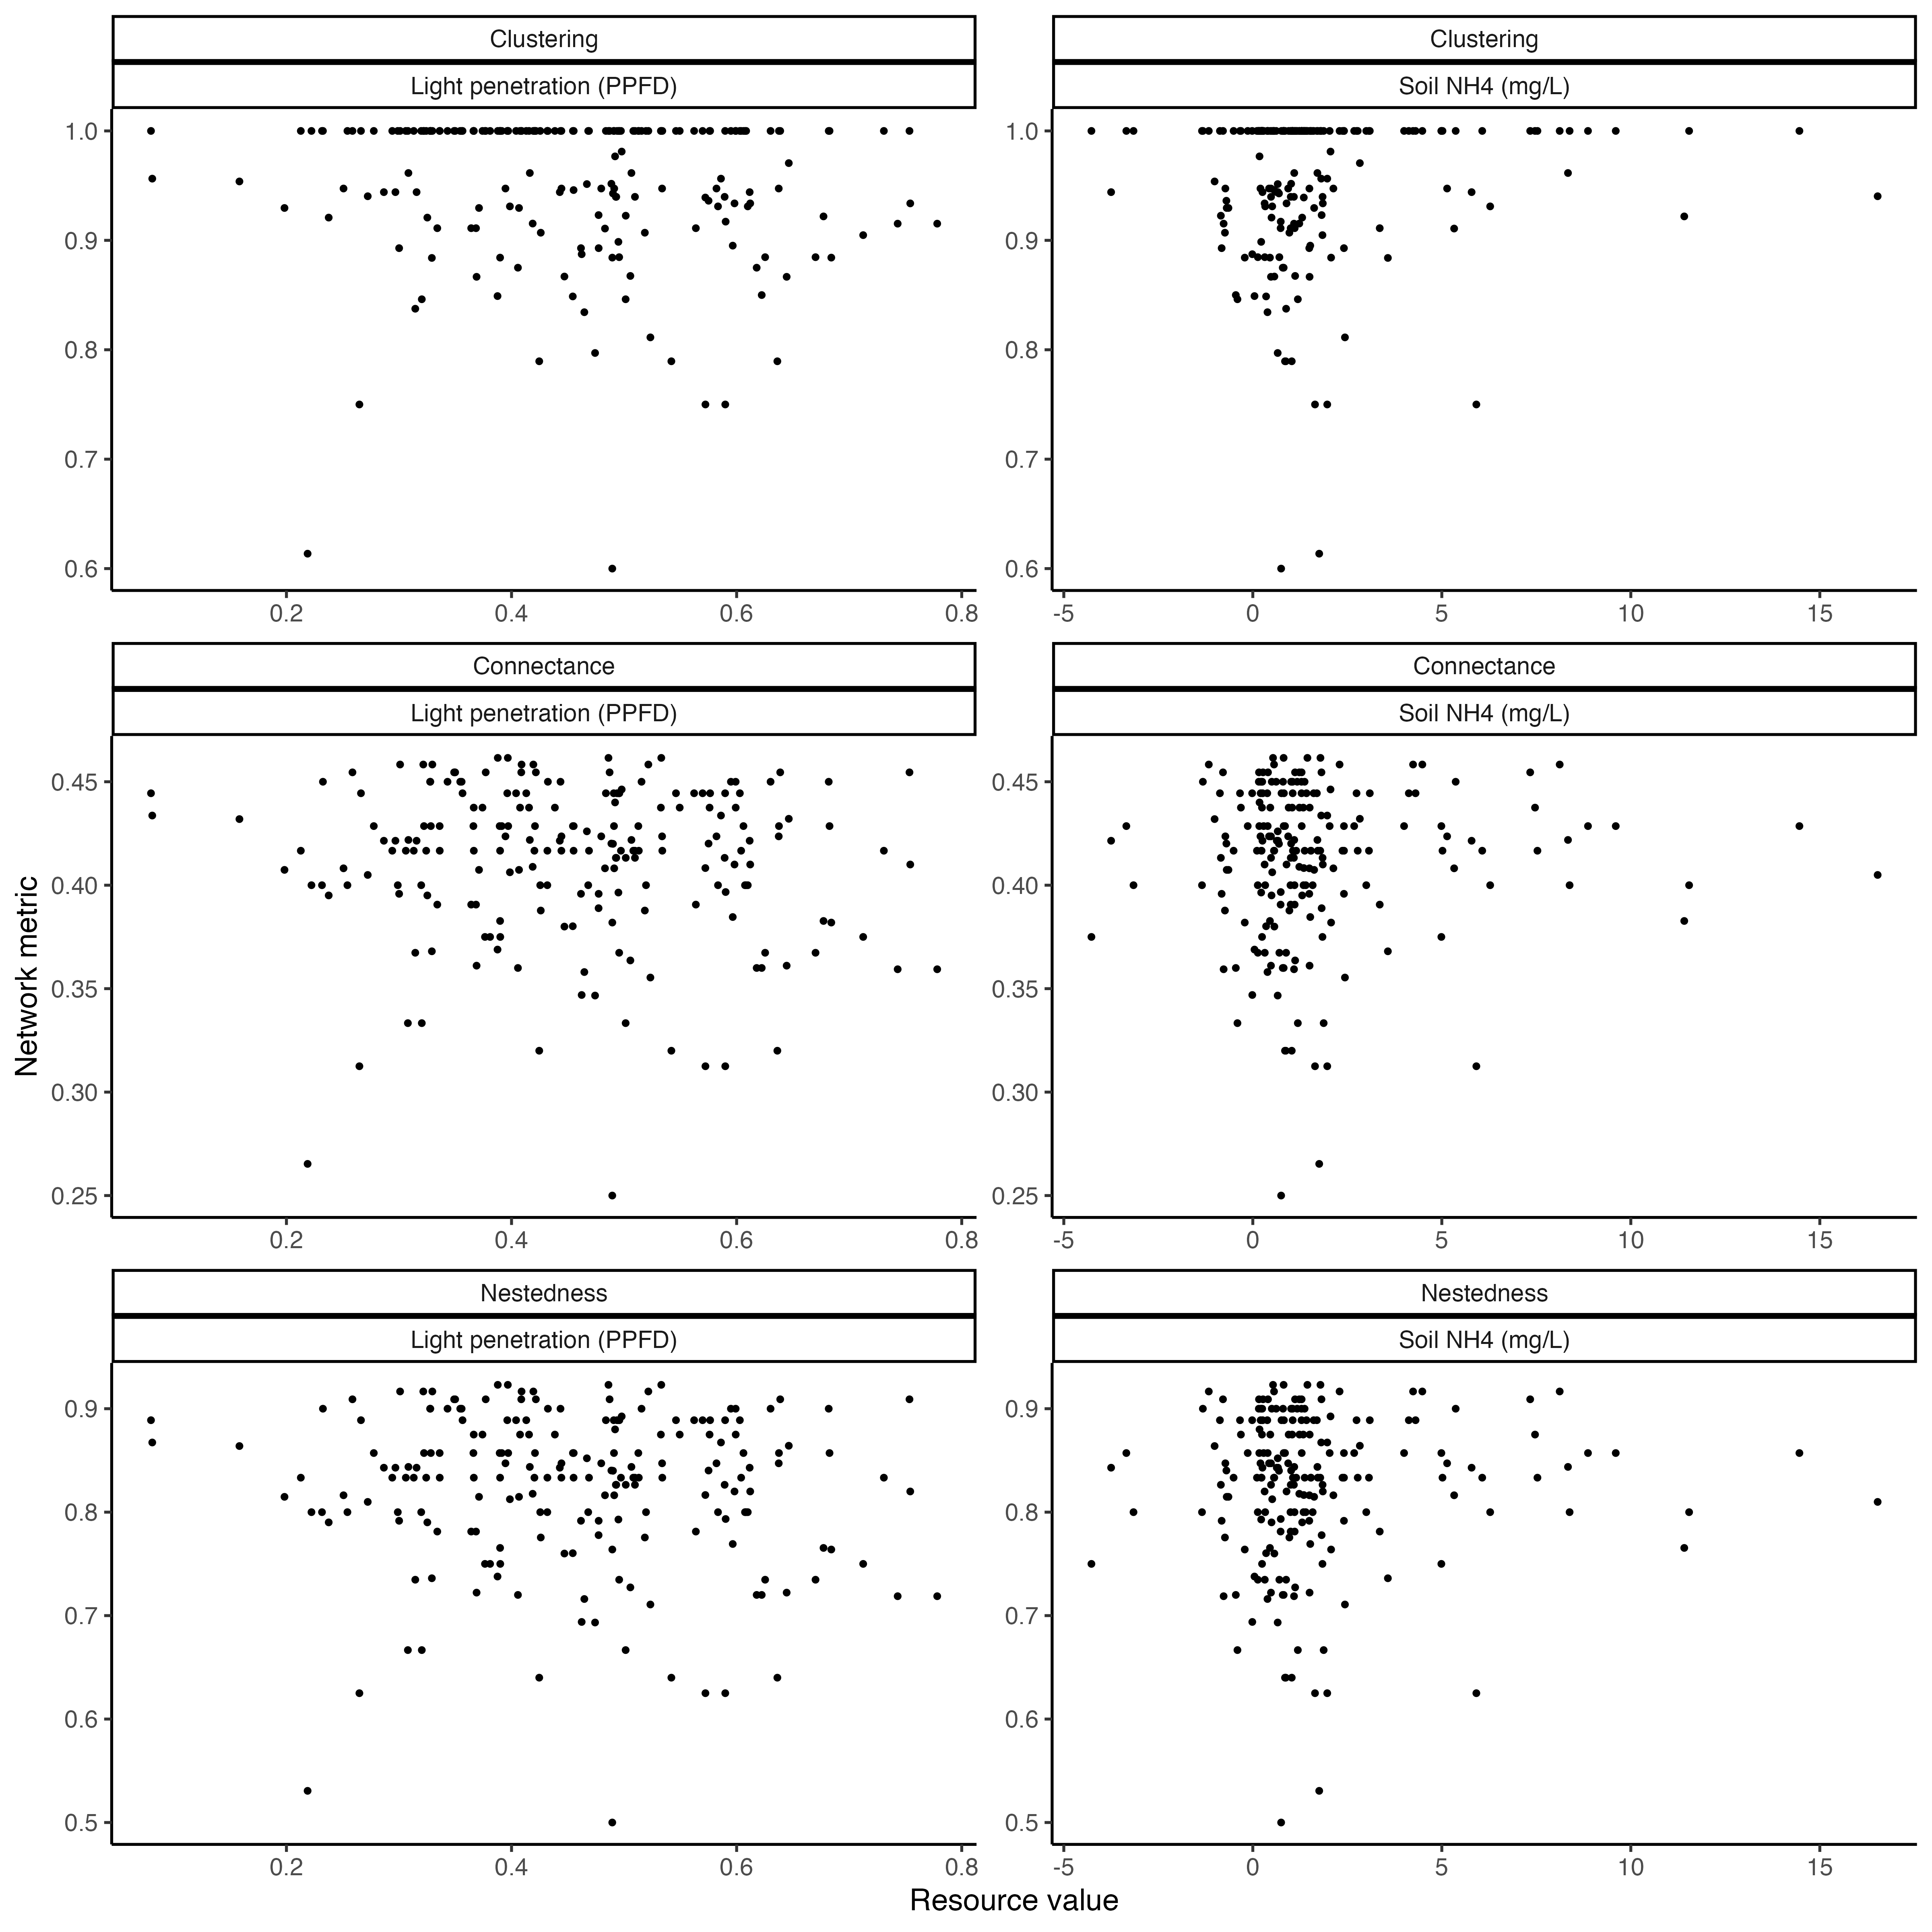 Clustering
Light penetration (PPFD)
1.0
0.9
0.8
0.7
0.6
0.2 0.4 0.6 0.8
Clustering
Soil NH4 (mg/L)
1.0
0.9
0.8
0.7
0.6
-5 0 5 10 15
Connectance
Light penetration (PPFD)
0.45
0.40
0.35
0.30
0.25
0.2 0.4 0.6 0.8
Connectance
Soil NH4 (mg/L)
0.45
0.40
0.35
0.30
0.25
-5 0 5 10 15
Nestedness
Light penetration (PPFD)
0.9
0.8
0.7
0.6
0.5
0.2 0.4 0.6 0.8
Nestedness
Soil NH4 (mg/L)
0.9
0.8
0.7
0.6
0.5
-5 0 5 10 15
Network metric
Resource value